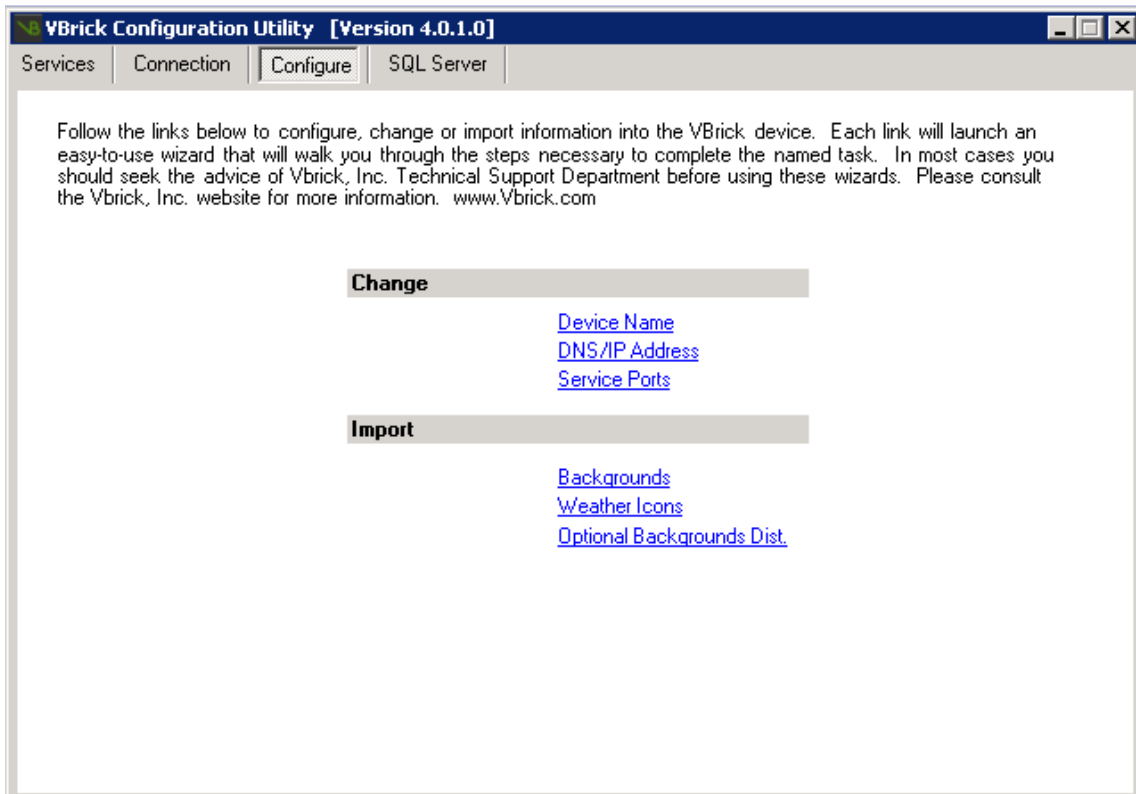 VB VBrick Configuration Utility [Version 4.0.1.0]
Services Connection Configure SQL Server
Follow the links below to configure, change or import information into the VBrick device. Each link will launch an
easy-to-use wizard that will walk you through the steps necessary to complete the named task. In most cases you
should seek the advice of Vbrick, Inc. Technical Support Department before using these wizards. Please consult
the Vbrick, Inc. website for more information. www.Vbrick.com
Change
Device Name
DNS/IP Address
Service Ports
Import
Backgrounds
Weather Icons
Optional Backgrounds Dist.